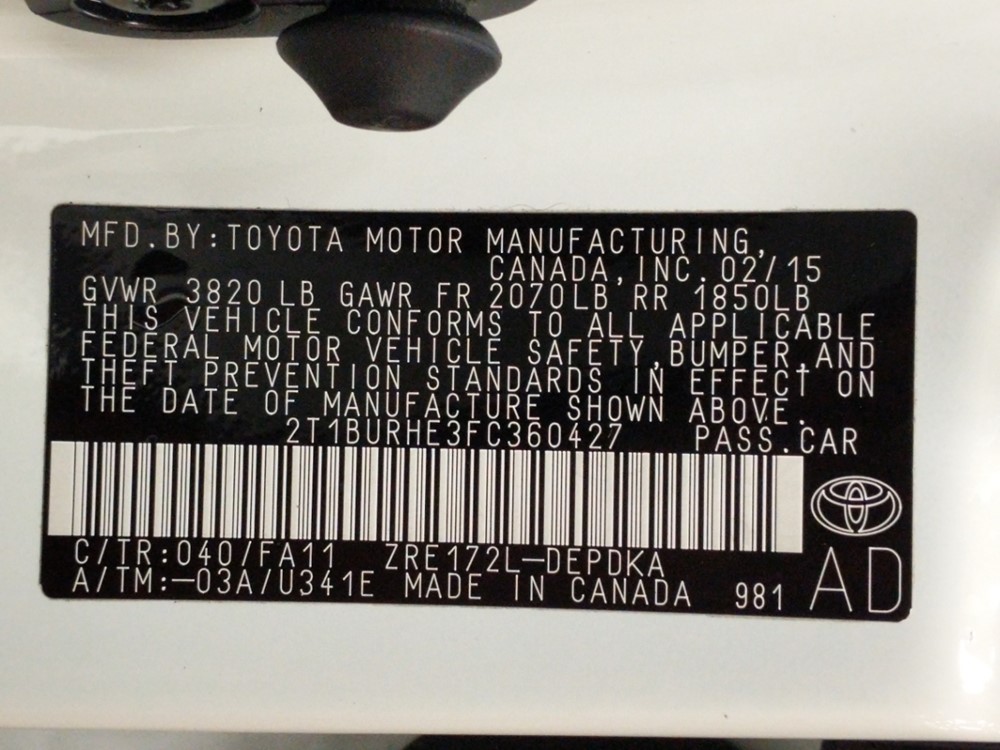 MFD.BY:TOYOTA MOTOR MANUFACTURING,
CANADA,INC.02/15
GVWR 3820 LB GAWR FR 2070LB RR 1850LB
THIS VEHICLE CONFORMS TO ALL APPLICABLE
FEDERAL MOTOR VEHICLE SAFETY,BUMPER,AND
THEFT PREVENTION STANDARDS IN EFFECT ON
THE DATE OF MANUFACTURE SHOWN ABOVE.
2T1BURHE3FC360427 PASS.CAR
C/TR:040/FA11 ZRE172L—DEPDKA
A/TM:—03A/U341E MADE IN CANADA 981 AD